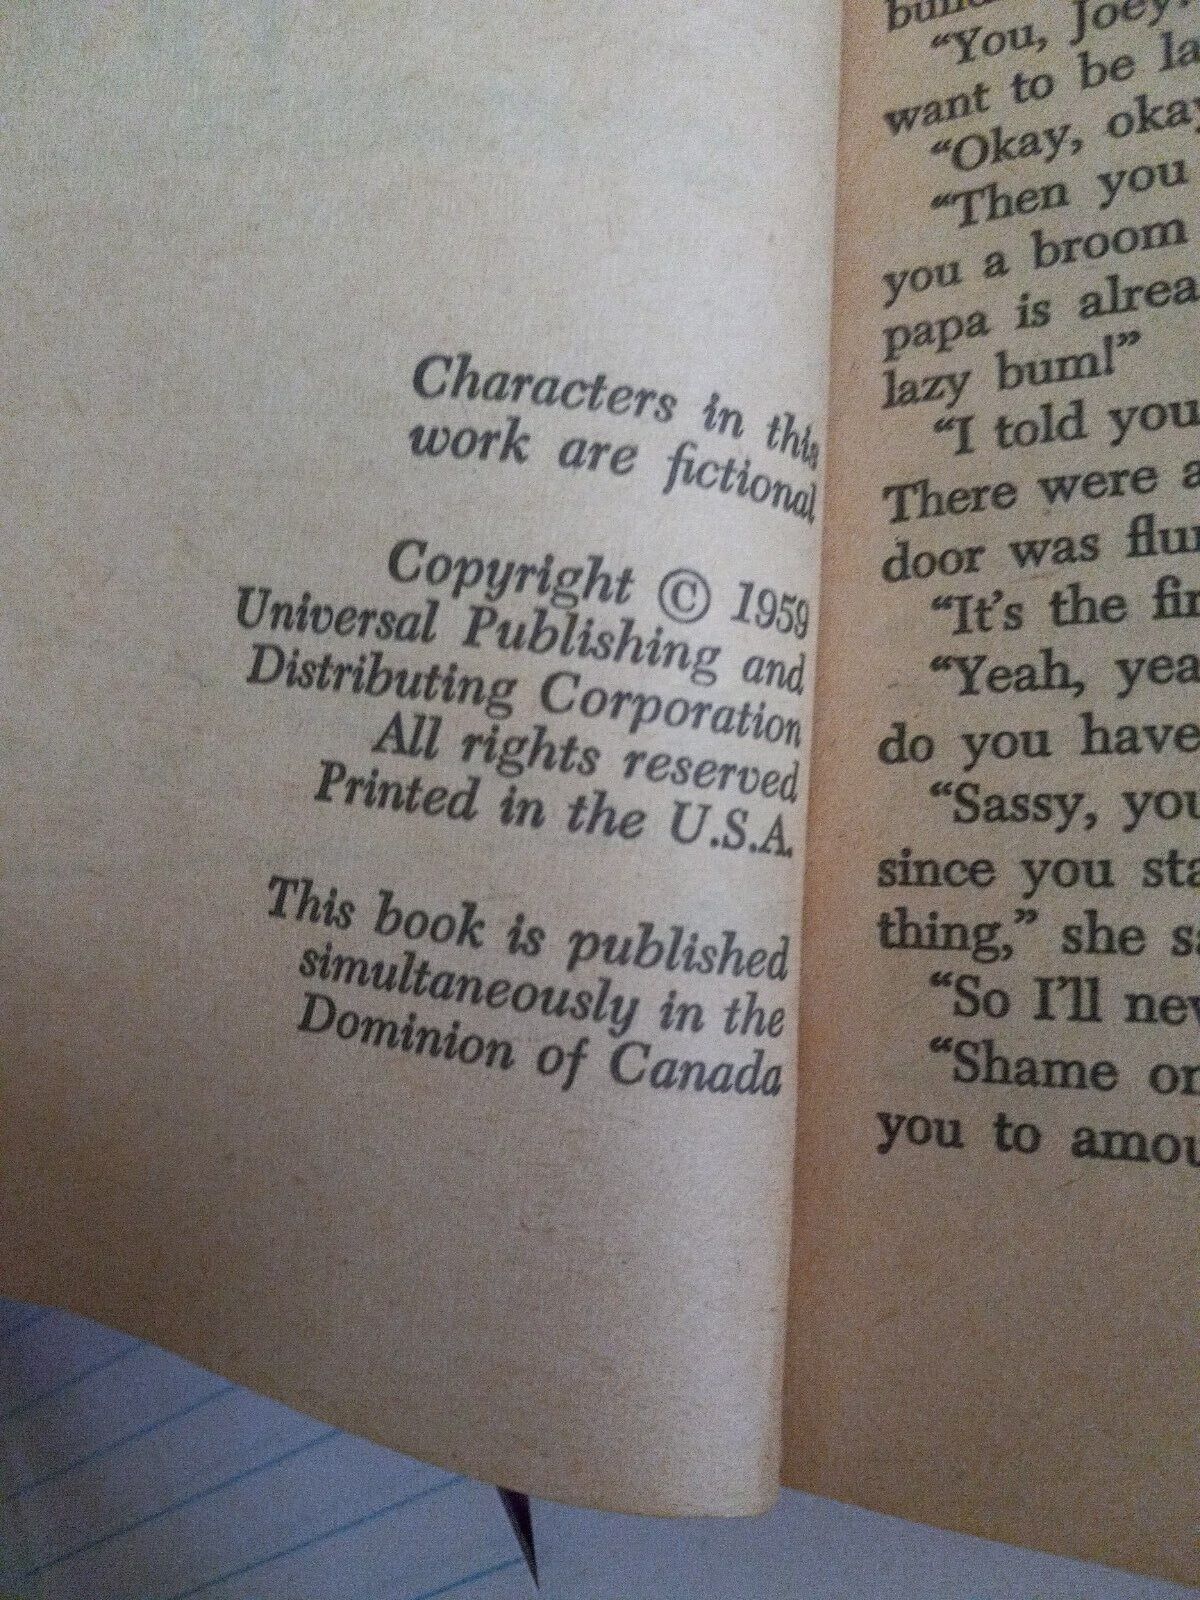 Characters in this
work are fictional
Copyright © 1959
Universal Publishing and
Distributing Corporation
All rights reserved
Printed in the U.S.A.
This book is published
simultaneously in the
Dominion of Canada
“You, Joey.
want to be
“Okay, okay
“Then you
you a broom
papa is
lazy bum!”
“I told you
There were
door was
“It’s the
“Yeah,
do you have
“Sassy,
since you
thing,” she
“So I’ll
“Shame
you to